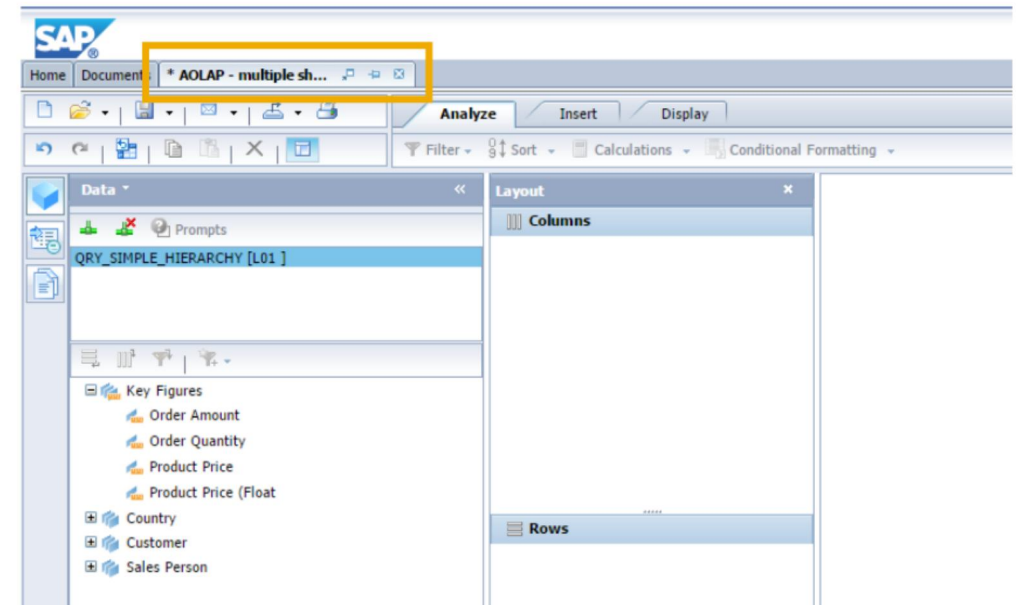 SAP®
Home Documents * AOLAP - multiple sh...
Analyze Insert Display
Filter Sort Calculations Conditional Formatting
Data Layout
Columns
Prompts
QRY_SIMPLE_HIERARCHY [L01 ]
Key Figures
Order Amount
Order Quantity
Product Price
Product Price (Float
Country
Rows
Customer
Sales Person